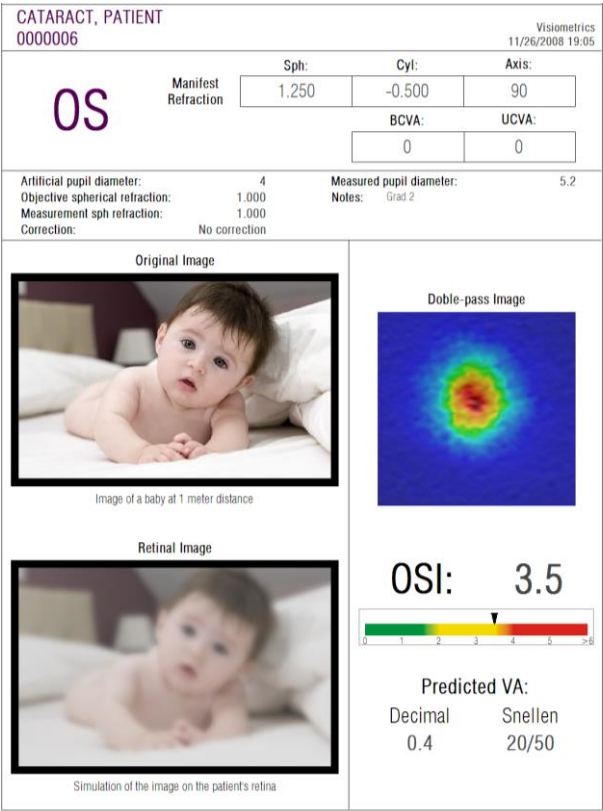 CATARACT, PATIENT
0000006
Visiometrics
11/26/2008 19:05
OS
Manifest
Refraction
Sph: Cyl: Axis:
1.250 -0.500 90
BCVA: UCVA:
0 0
Artificial pupil diameter: 4
Objective spherical refraction: 1.000
Measurement sph refraction: 1.000
Correction: No correction
Measured pupil diameter: 5.2
Notes: Grad 2
Original Image
Image of a baby at 1 meter distance
Retinal Image
Simulation of the image on the patient's retina
Doble-pass Image
OSI: 3.5
0 1 2 3 4 5 >6
Predicted VA:
Decimal Snellen
0.4 20/50